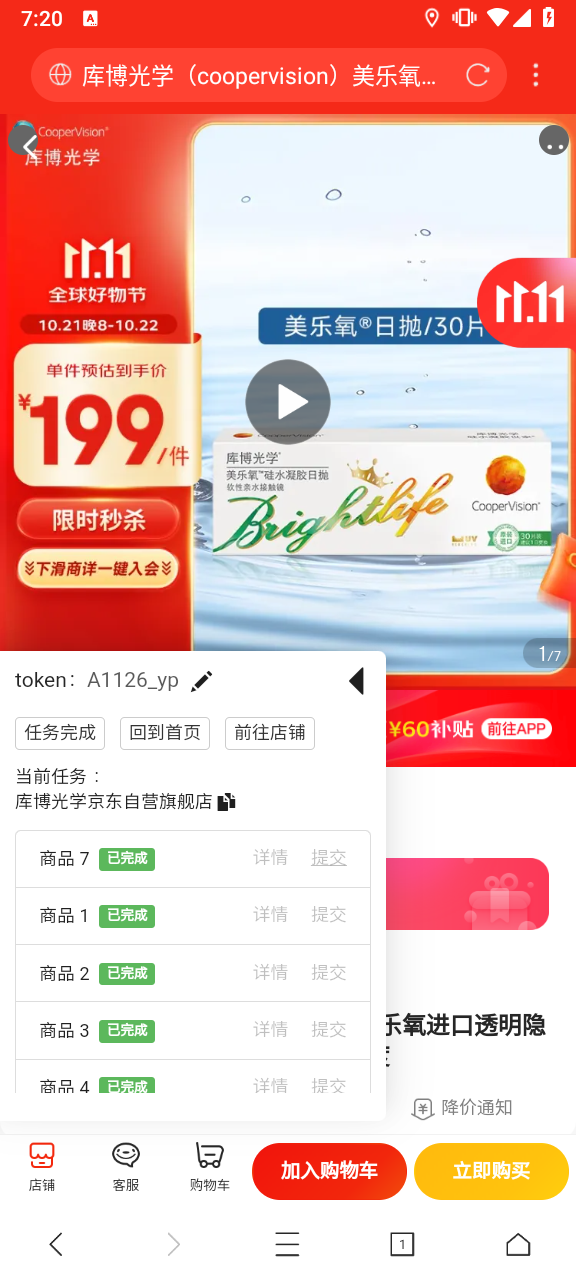 7:20
A
库博光学（coopervision）美乐氧...
CooperVision®
库博光学
11.11
全球好物节
10.21晚8-10.22
单件预估到手价
¥199/件
限时秒杀
下滑商详一键入会
美乐氧®日抛/30片
11.11
库博光学®
美乐氧™硅水凝胶日抛
软性亲水接触镜
Brightlife
CooperVision®
1/7
token： A1126_yp
任务完成 回到首页 前往店铺
当前任务：
库博光学京东自营旗舰店
¥60补贴 前往APP
商品 7 已完成 详情 提交
商品 1 已完成 详情 提交
商品 2 已完成 详情 提交
商品 3 已完成 详情 提交
商品 4 已完成 详情 提交
乐氧进口透明隐
降价通知
店铺 客服 购物车 加入购物车 立即购买
1